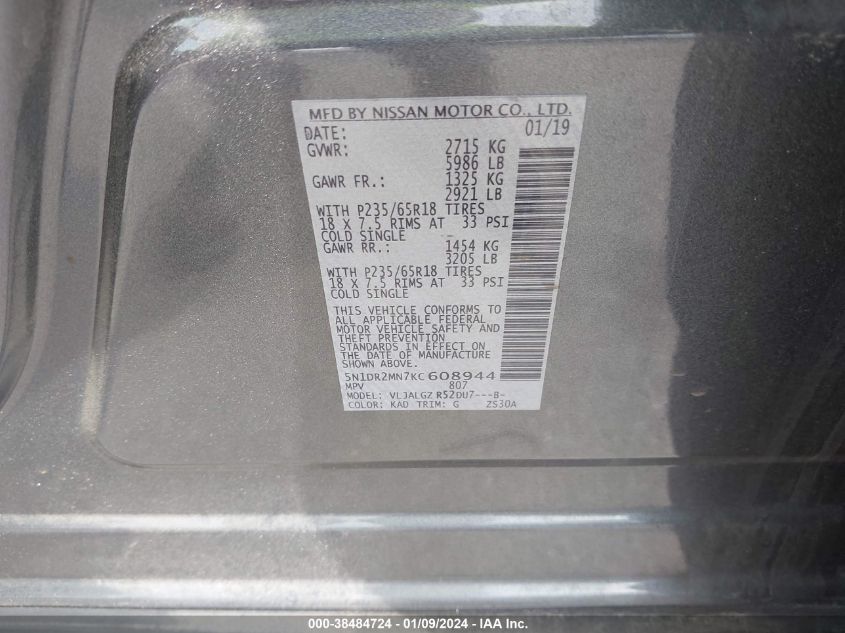 MFD BY NISSAN MOTOR CO., LTD.
DATE: 01/19
GVWR: 2715 KG
5986 LB
GAWR FR.: 1325 KG
2921 LB
WITH P235/65R18 TIRES
18 X 7.5 RIMS AT 33 PSI
COLD SINGLE -
GAWR RR.: 1454 KG
3205 LB
WITH P235/65R18 TIRES
18 X 7.5 RIMS AT 33 PSI
COLD SINGLE
THIS VEHICLE CONFORMS TO
ALL APPLICABLE FEDERAL
MOTOR VEHICLE SAFETY AND
THEFT PREVENTION
STANDARDS IN EFFECT ON
THE DATE OF MANUFACTURE
SHOWN ABOVE.
5N1DR2MN7KC608944
MPV 807
MODEL: VLJALGZ R52DU7---B-
COLOR: KAD TRIM: G ZS30A
000-38484724 - 01/09/2024 - IAA Inc.